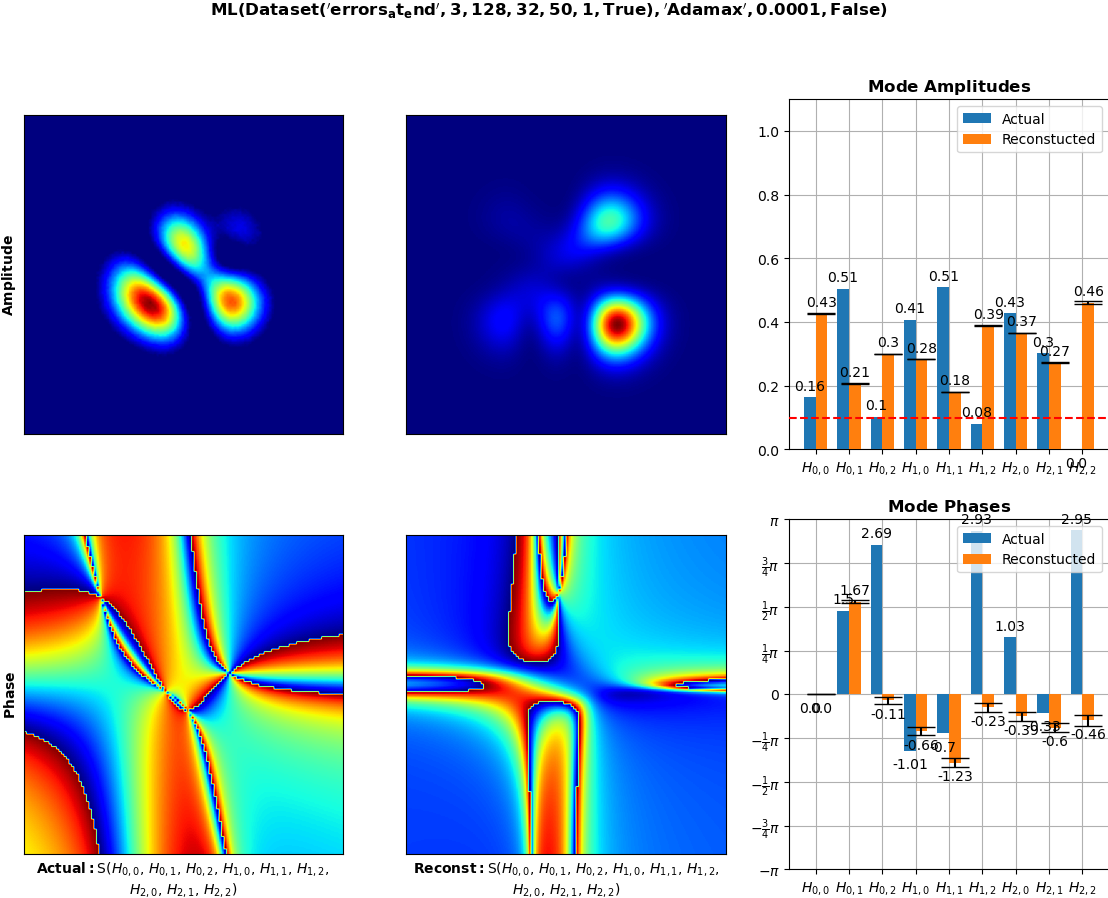 ML(Dataset('errors_at_end', 3, 128, 32, 50, 1, True), 'Adamax', 0.0001, False)
Amplitude
Mode Amplitudes
Actual
Reconstucted
1.0
0.8
0.6
0.4
0.2
0.0
0.16 0.43 0.51 0.21 0.1 0.3 0.41 0.28 0.51 0.18 0.08 0.39 0.43 0.37 0.3 0.27 0.0 0.46
H0,0 H0,1 H0,2 H1,0 H1,1 H1,2 H2,0 H2,1 H2,2
Phase
Mode Phases
Actual
Reconstucted
π
3/4π
1/2π
1/4π
0
−1/4π
−1/2π
−3/4π
−π
0.0 0.0 1.5 1.67 2.69 -0.11 -1.01 -0.66 -0.7 -1.23 2.93 -0.23 1.03 -0.39 -0.33 -0.6 2.95 -0.46
H0,0 H0,1 H0,2 H1,0 H1,1 H1,2 H2,0 H2,1 H2,2
Actual: S(H0,0, H0,1, H0,2, H1,0, H1,1, H1,2,
H2,0, H2,1, H2,2)
Reconst: S(H0,0, H0,1, H0,2, H1,0, H1,1, H1,2,
H2,0, H2,1, H2,2)